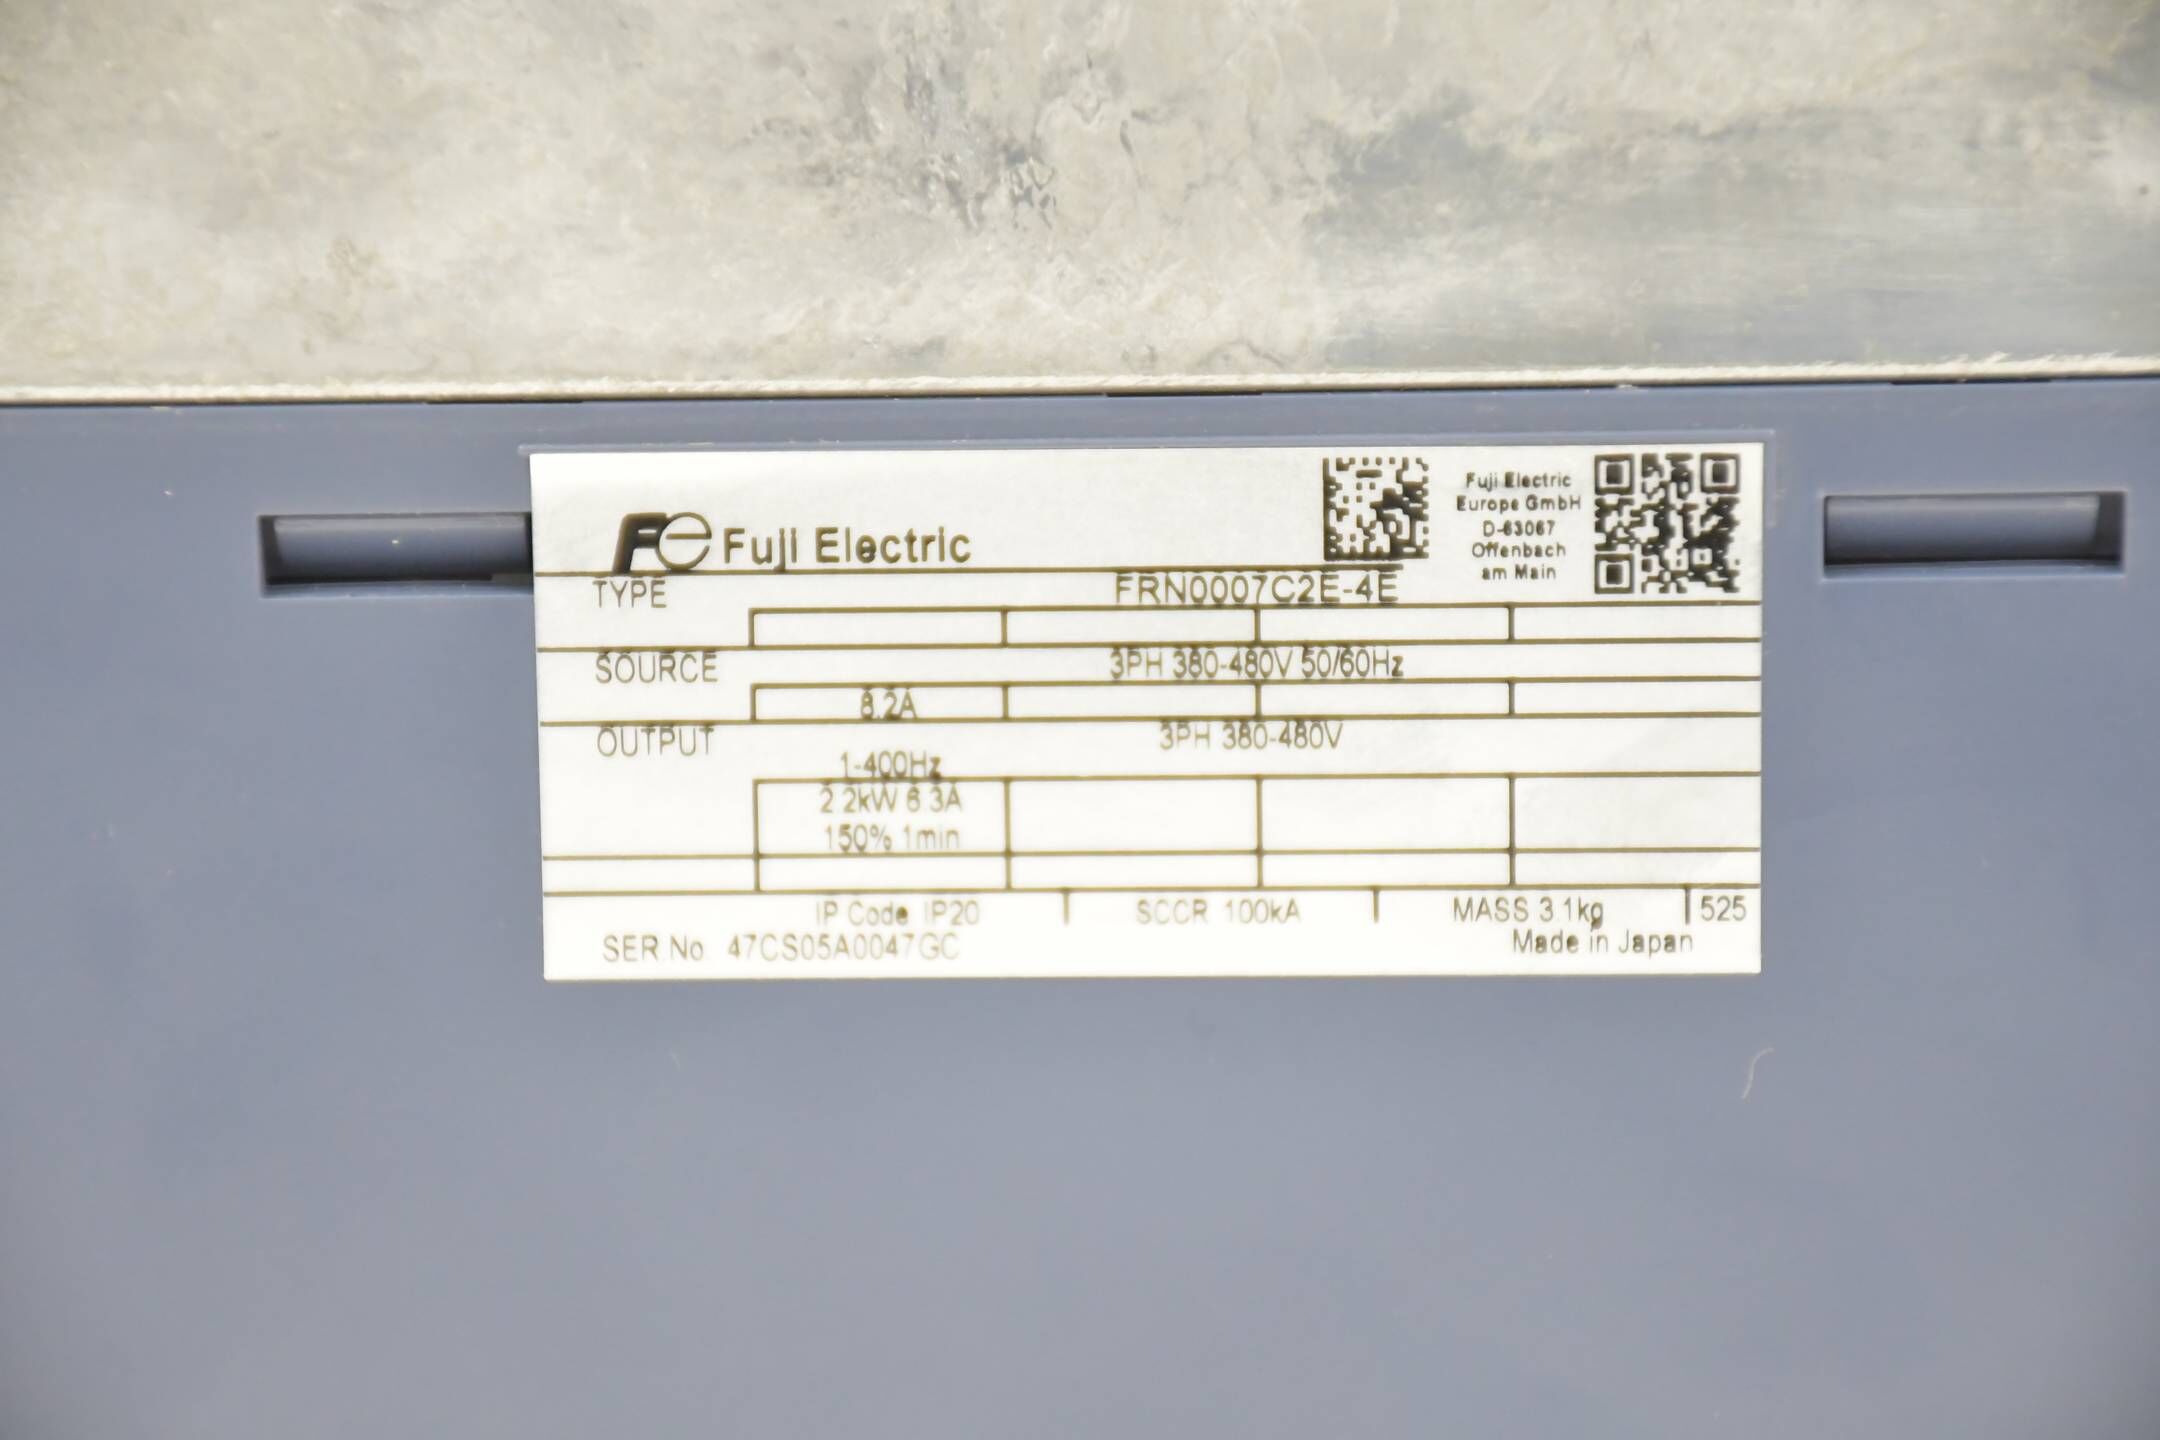 Fe Fuji Electric
Fuji Electric
Europe GmbH
D-63067
Offenbach
am Main
TYPE FRN0007C2E-4E
SOURCE 3PH 380-480V 50/60Hz
8.2A
OUTPUT 3PH 380-480V
1-400Hz
2.2kW 6.3A
150% 1min
IP Code IP20 SCCR 100kA MASS 3.1kg 525
SER.No. 47CS05A0047GC Made in Japan